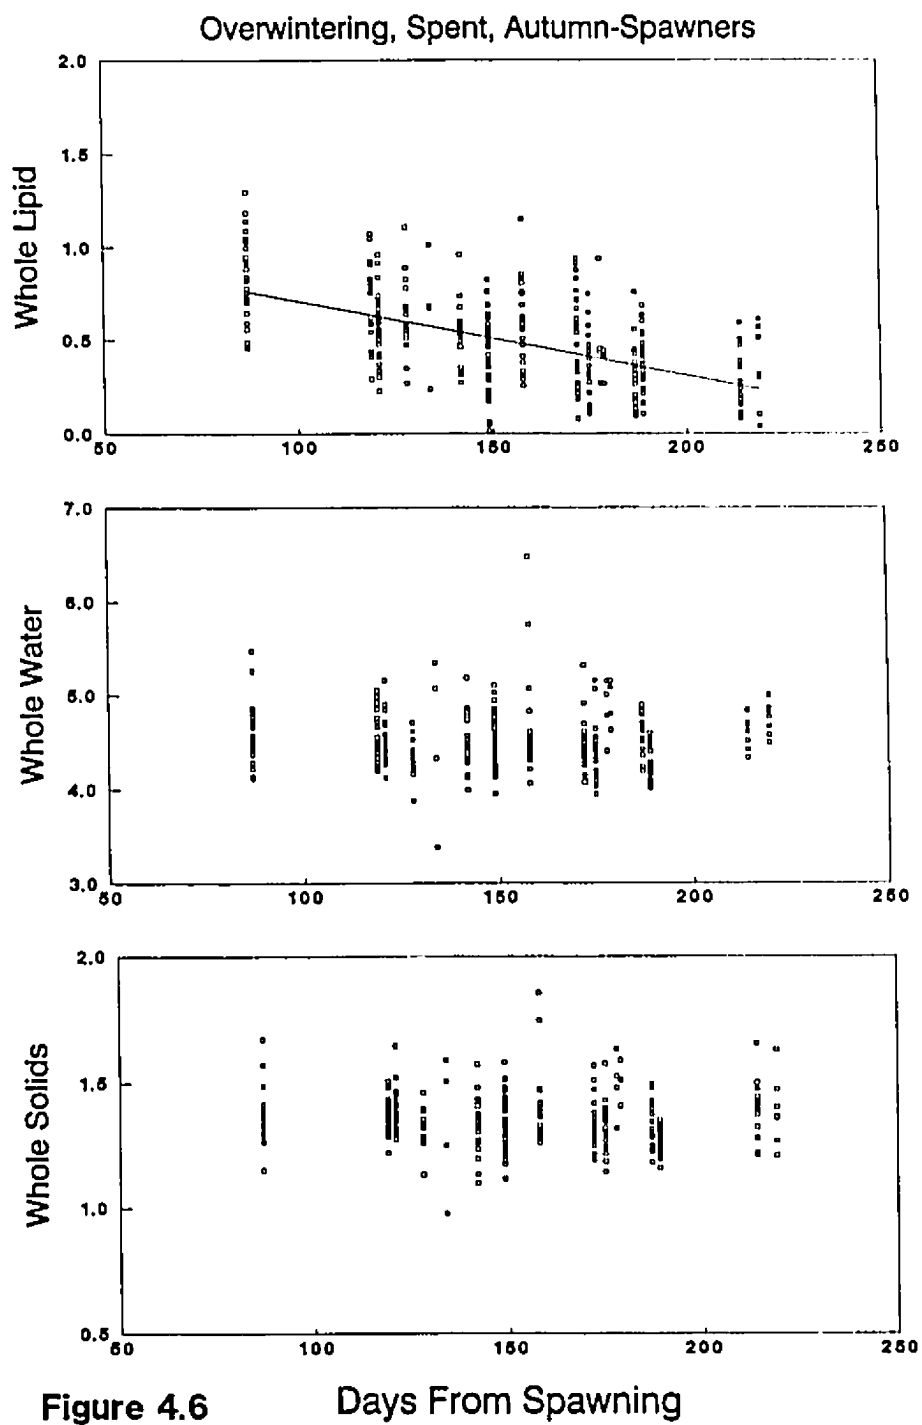 Overwintering, Spent, Autumn-Spawners
Whole Lipid
2.0
1.5
1.0
0.5
0.0
50 100 150 200 250
Whole Water
7.0
6.0
5.0
4.0
3.0
50 100 150 200 250
Whole Solids
2.0
1.5
1.0
0.5
50 100 150 200 250
Figure 4.6 Days From Spawning